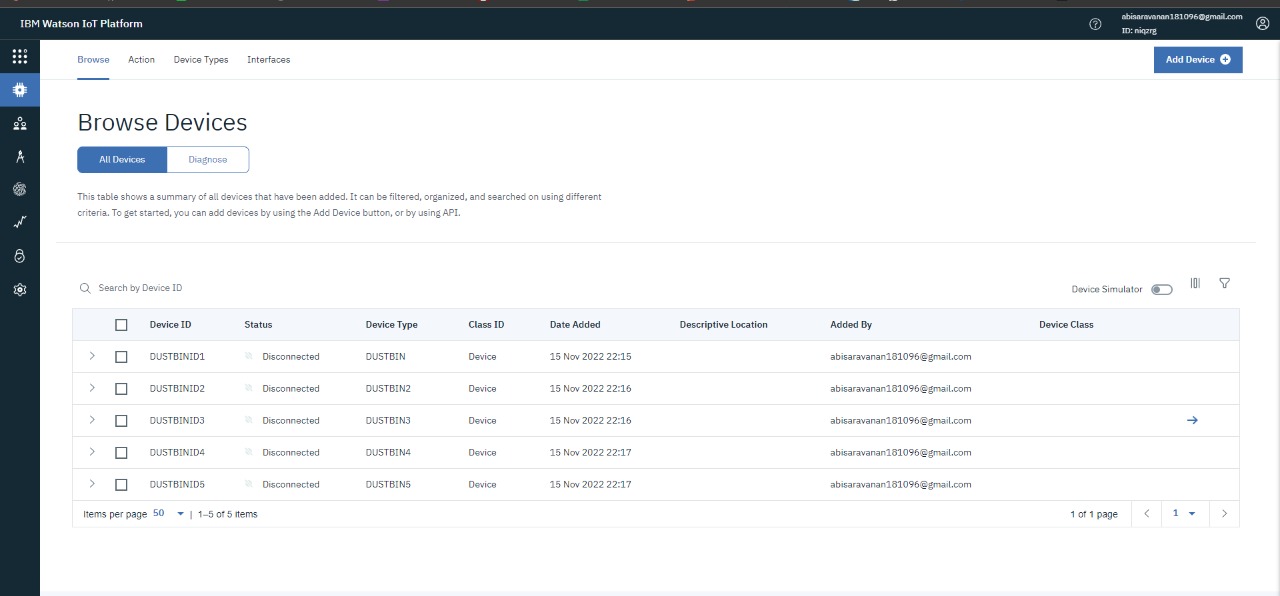 IBM Watson IoT Platform
abisaravanan181096@gmail.com
ID: niqzrg
Browse Action Device Types Interfaces
Add Device
Browse Devices
All Devices Diagnose
This table shows a summary of all devices that have been added. It can be filtered, organized, and searched on using different
criteria. To get started, you can add devices by using the Add Device button, or by using API.
Search by Device ID
Device Simulator
Device ID Status Device Type Class ID Date Added Descriptive Location Added By Device Class
DUSTBINID1 Disconnected DUSTBIN Device 15 Nov 2022 22:15 abisaravanan181096@gmail.com
DUSTBINID2 Disconnected DUSTBIN2 Device 15 Nov 2022 22:16 abisaravanan181096@gmail.com
DUSTBINID3 Disconnected DUSTBIN3 Device 15 Nov 2022 22:16 abisaravanan181096@gmail.com
DUSTBINID4 Disconnected DUSTBIN4 Device 15 Nov 2022 22:17 abisaravanan181096@gmail.com
DUSTBINID5 Disconnected DUSTBIN5 Device 15 Nov 2022 22:17 abisaravanan181096@gmail.com
Items per page 50 | 1–5 of 5 items 1 of 1 page 1